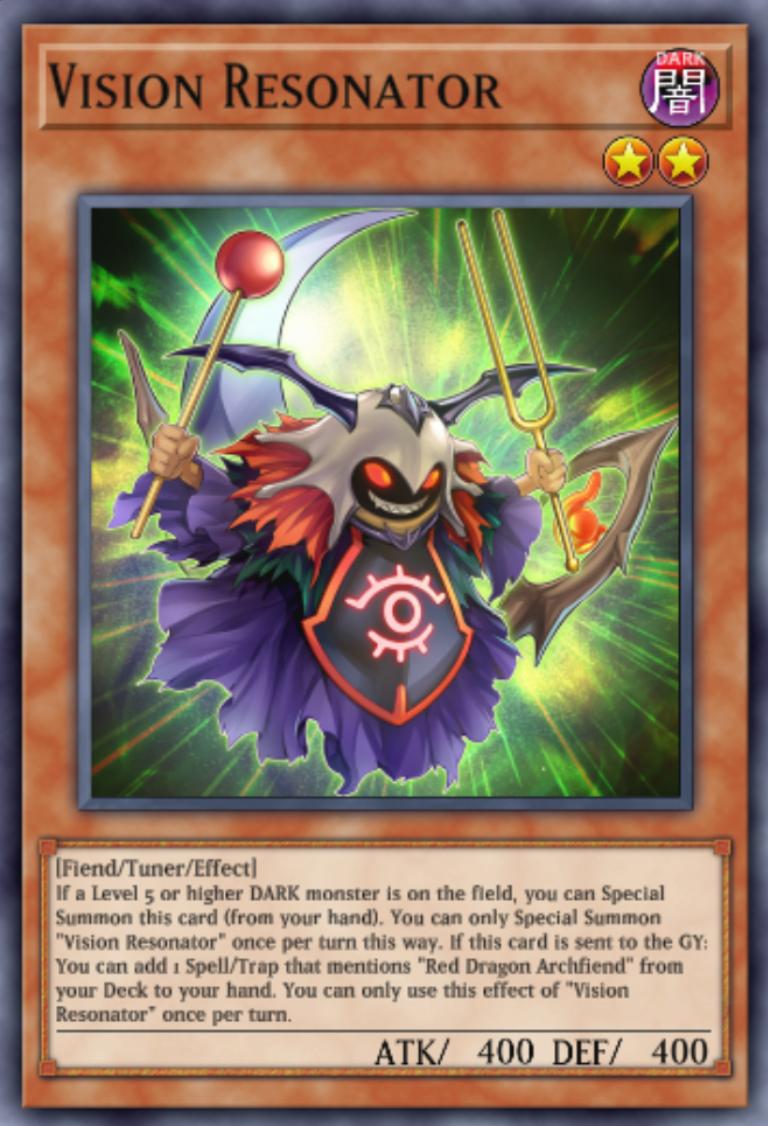 VISION RESONATOR
DARK
闇
[Fiend/Tuner/Effect]
If a Level 5 or higher DARK monster is on the field, you can Special
Summon this card (from your hand). You can only Special Summon
"Vision Resonator" once per turn this way. If this card is sent to the GY:
You can add 1 Spell/Trap that mentions "Red Dragon Archfiend" from
your Deck to your hand. You can only use this effect of "Vision
Resonator" once per turn.
ATK/ 400 DEF/ 400